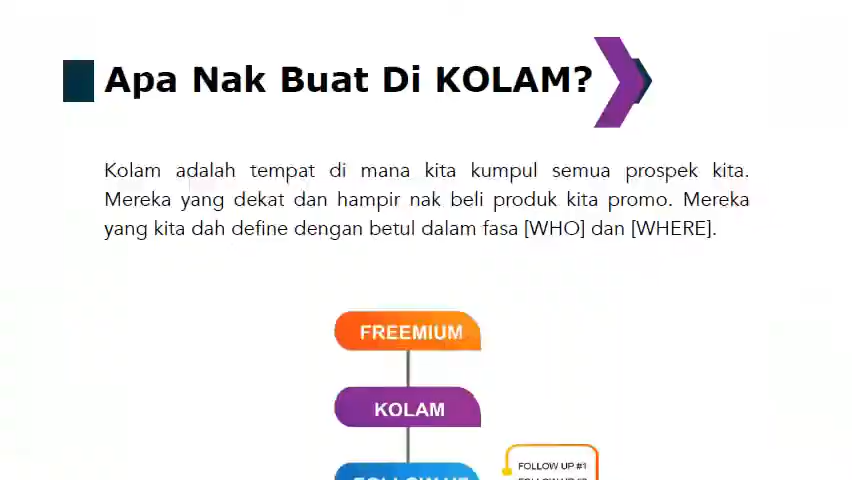 Apa Nak Buat Di KOLAM?
Kolam adalah tempat di mana kita kumpul semua prospek kita.
Mereka yang dekat dan hampir nak beli produk kita promo. Mereka
yang kita dah define dengan betul dalam fasa [WHO] dan [WHERE].
FREEMIUM
KOLAM
FOLLOW UP
FOLLOW UP #1